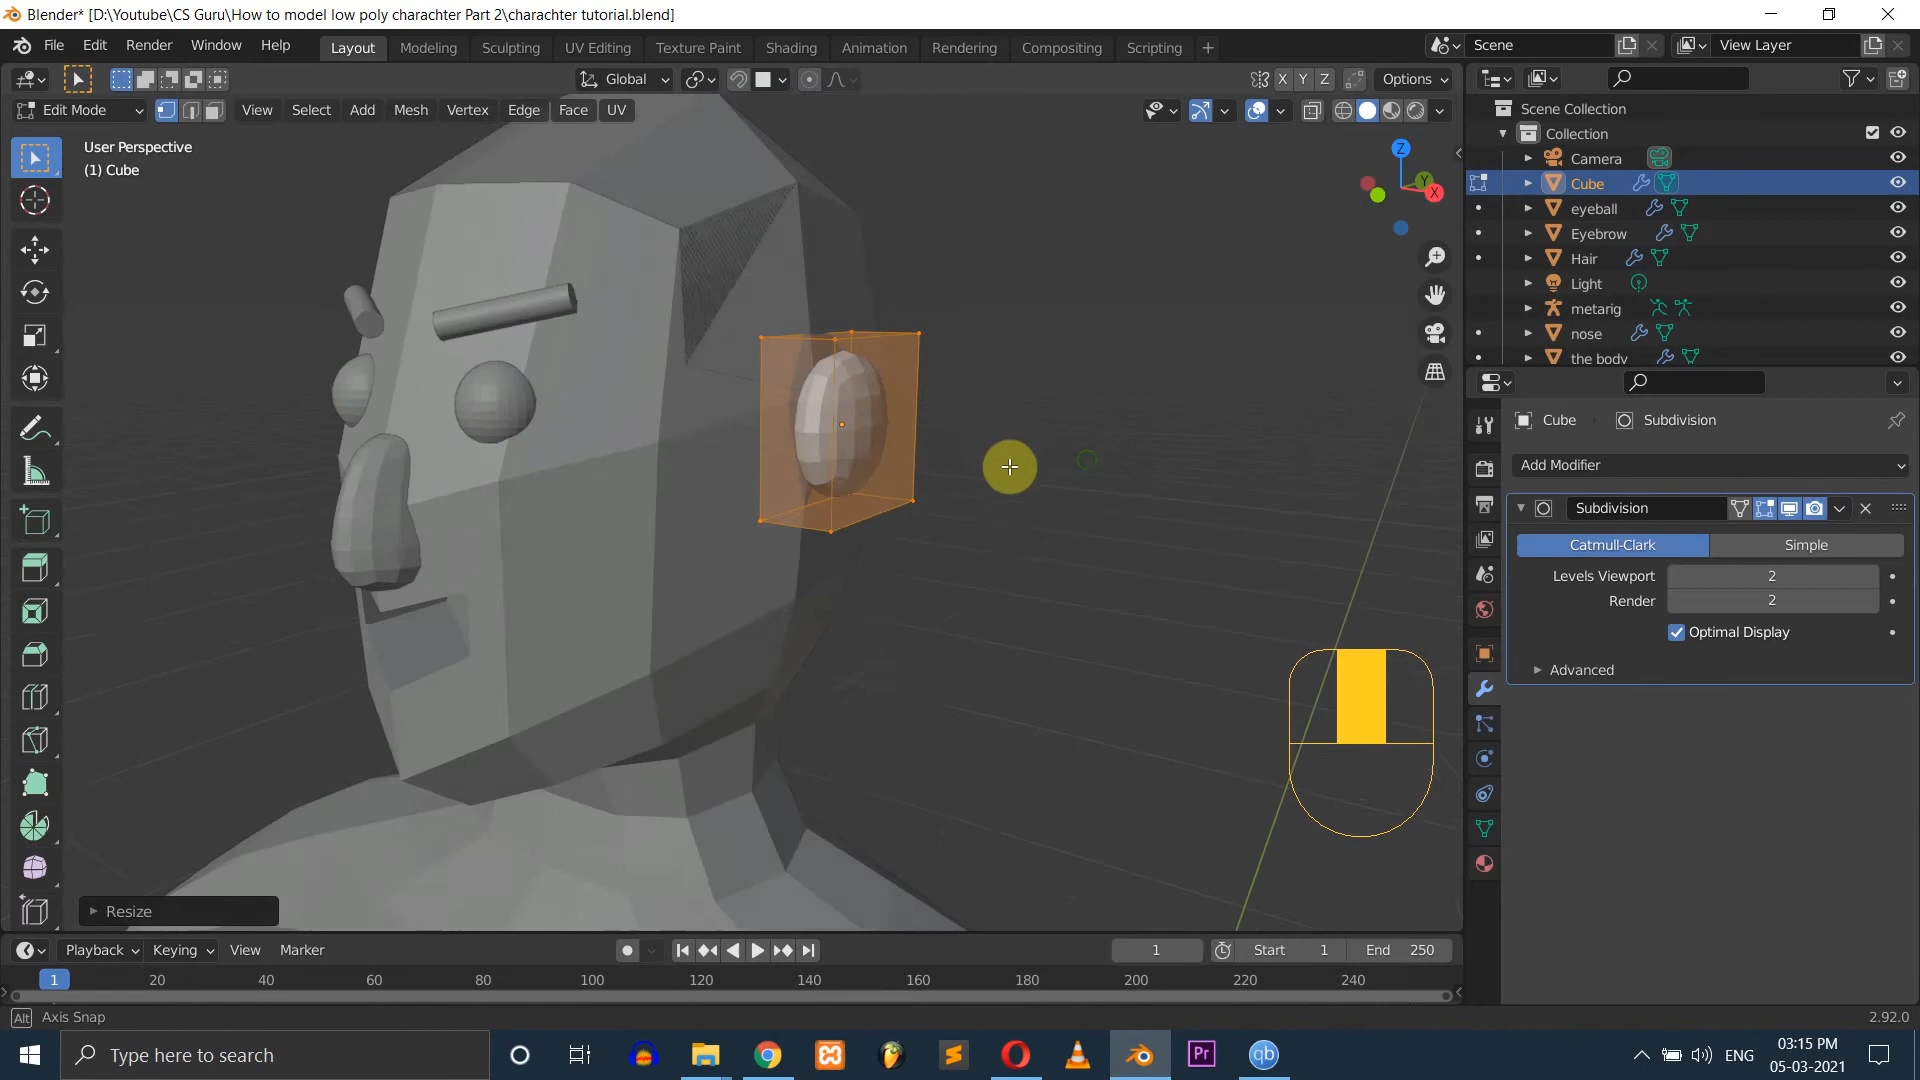 Blender* [D:\Youtube\CS Guru\How to model low poly charachter Part 2\charachter tutorial.blend]
File Edit Render Window Help Layout Modeling Sculpting UV Editing Texture Paint Shading Animation Rendering Compositing Scripting + Scene View Layer
Global X Y Z Options
Edit Mode View Select Add Mesh Vertex Edge Face UV
User Perspective
(1) Cube
Z
Y
X
Scene Collection
Collection
Camera
Cube
eyeball
Eyebrow
Hair
Light
metarig
nose
the body
Cube Subdivision
Add Modifier
Subdivision
Catmull-Clark Simple
Levels Viewport 2
Render 2
Optimal Display
Advanced
Resize
Playback Keying View Marker 1 Start 1 End 250
1 20 40 60 80 100 120 140 160 180 200 220 240
Alt Axis Snap 2.92.0
Type here to search
Pr
qb
ENG
03:15 PM
05-03-2021